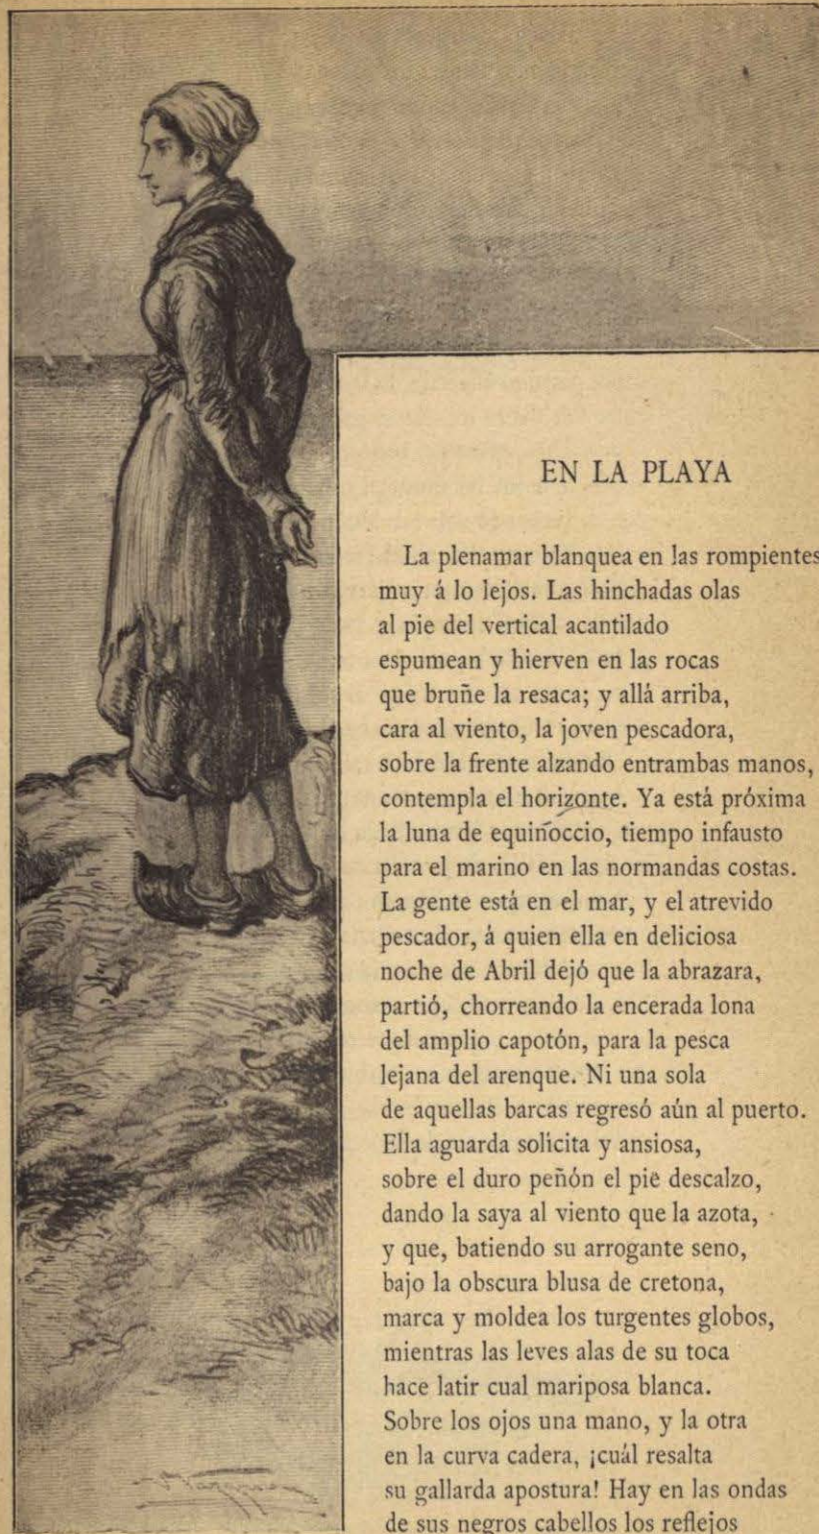 EN LA PLAYA
La plenamar blanquea en las rompientes
muy á lo lejos. Las hinchadas olas
al pie del vertical acantilado
espumean y hierven en las rocas
que bruñe la resaca; y allá arriba,
cara al viento, la joven pescadora,
sobre la frente alzando entrambas manos,
contempla el horizonte. Ya está próxima
la luna de equinoccio, tiempo infausto
para el marino en las normandas costas.
La gente está en el mar, y el atrevido
pescador, á quien ella en deliciosa
noche de Abril dejó que la abrazara,
partió, chorreando la encerada lona
del amplio capotón, para la pesca
lejana del arenque. Ni una sola
de aquellas barcas regresó aún al puerto.
Ella aguarda solícita y ansiosa,
sobre el duro peñón el pie descalzo,
dando la saya al viento que la azota,
y que, batiendo su arrogante seno,
bajo la obscura blusa de cretona,
marca y moldea los turgentes globos,
mientras las leves alas de su toca
hace latir cual mariposa blanca.
Sobre los ojos una mano, y la otra
en la curva cadera, ¡cuál resalta
su gallarda apostura! Hay en las ondas
de sus negros cabellos los reflejos